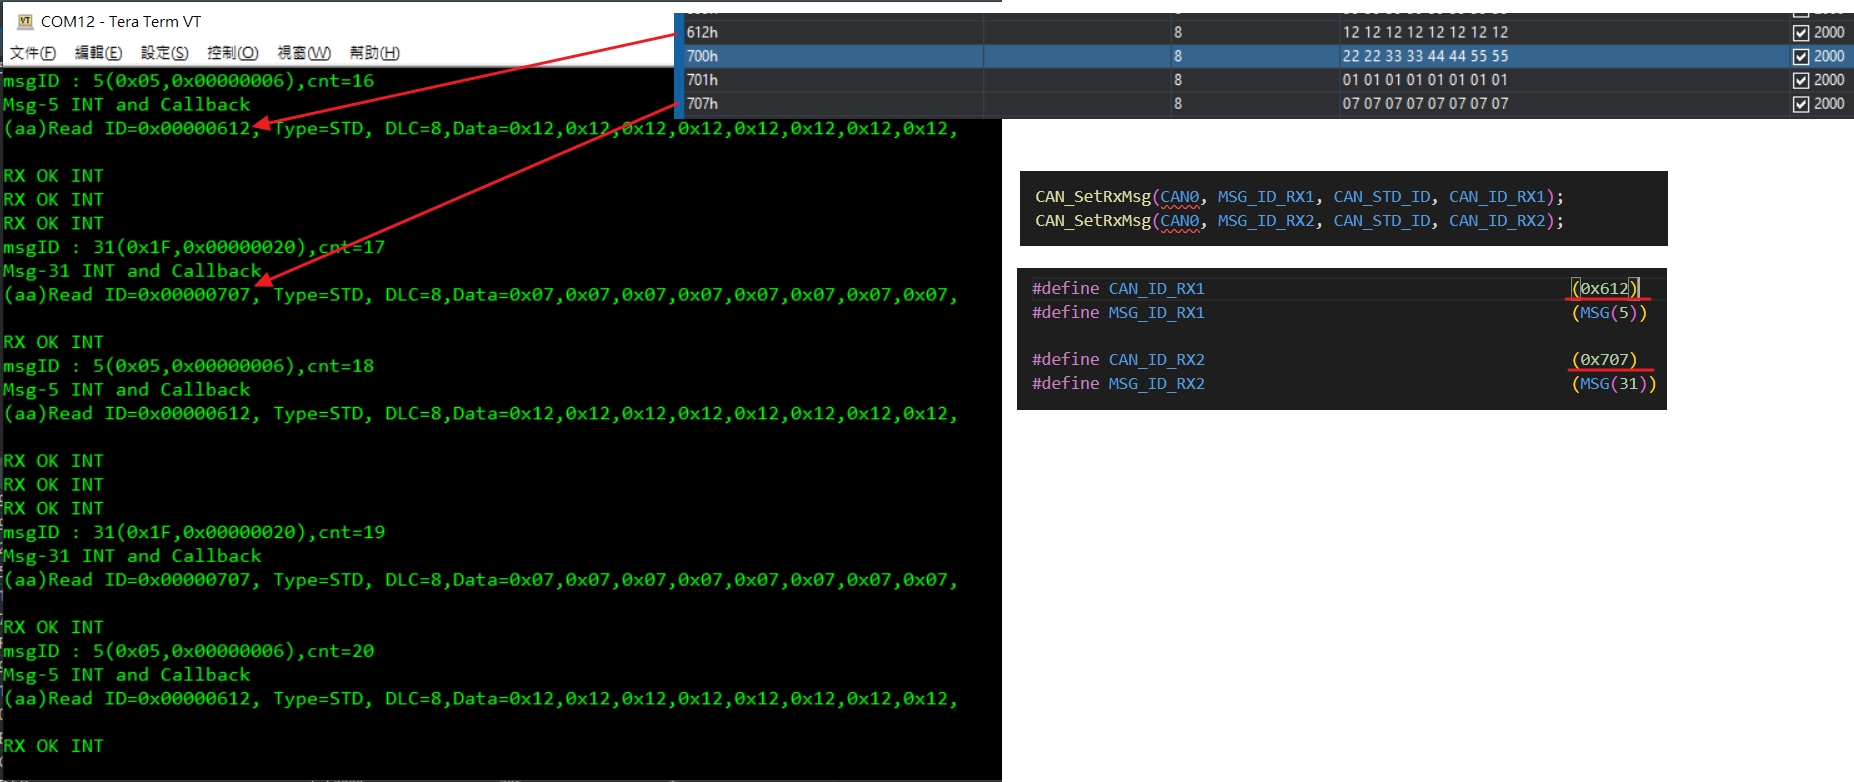 COM12 - Tera Term VT
文件(F) 編輯(E) 設定(S) 控制(O) 視窗(W) 幫助(H)
msgID : 5(0x05,0x00000006),cnt=16
Msg-5 INT and Callback
(aa)Read ID=0x00000612, Type=STD, DLC=8,Data=0x12,0x12,0x12,0x12,0x12,0x12,0x12,0x12,
RX OK INT
RX OK INT
RX OK INT
msgID : 31(0x1F,0x00000020),cnt=17
Msg-31 INT and Callback
(aa)Read ID=0x00000707, Type=STD, DLC=8,Data=0x07,0x07,0x07,0x07,0x07,0x07,0x07,0x07,
RX OK INT
msgID : 5(0x05,0x00000006),cnt=18
Msg-5 INT and Callback
(aa)Read ID=0x00000612, Type=STD, DLC=8,Data=0x12,0x12,0x12,0x12,0x12,0x12,0x12,0x12,
RX OK INT
RX OK INT
RX OK INT
msgID : 31(0x1F,0x00000020),cnt=19
Msg-31 INT and Callback
(aa)Read ID=0x00000707, Type=STD, DLC=8,Data=0x07,0x07,0x07,0x07,0x07,0x07,0x07,0x07,
RX OK INT
msgID : 5(0x05,0x00000006),cnt=20
Msg-5 INT and Callback
(aa)Read ID=0x00000612, Type=STD, DLC=8,Data=0x12,0x12,0x12,0x12,0x12,0x12,0x12,0x12,
RX OK INT
612h 8 12 12 12 12 12 12 12 12 2000
700h 8 22 22 33 33 44 44 55 55 2000
701h 8 01 01 01 01 01 01 01 01 2000
707h 8 07 07 07 07 07 07 07 07 2000
CAN_SetRxMsg(CAN0, MSG_ID_RX1, CAN_STD_ID, CAN_ID_RX1);
CAN_SetRxMsg(CAN0, MSG_ID_RX2, CAN_STD_ID, CAN_ID_RX2);
#define CAN_ID_RX1 (0x612)
#define MSG_ID_RX1 (MSG(5))
#define CAN_ID_RX2 (0x707)
#define MSG_ID_RX2 (MSG(31))